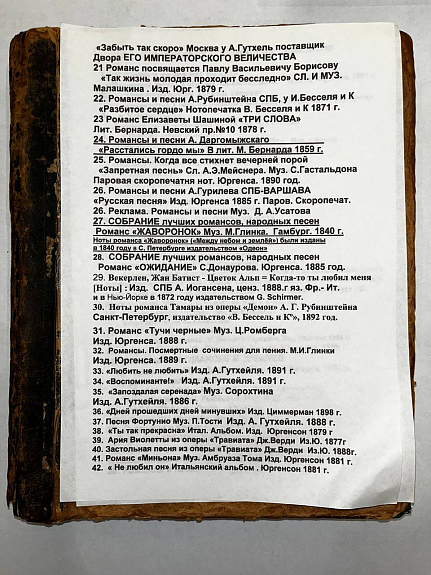 «Забыть так скоро» Москва у А.Гутхель поставщик
Двора ЕГО ИМПЕРАТОРСКОГО ВЕЛИЧЕСТВА
21 Романс посвящается Павлу Васильевичу Борисову
«Так жизнь молодая проходит бесследно» СЛ. И МУЗ.
Малашкина . Изд. Юрг. 1879 г.
22. Романсы и песни А.Рубинштейна СПБ, у И.Бесселя и К
«Разбитое сердце» Нотопечатка В. Бесселя и К 1871 г.
23 Романс Елизаветы Шашиной «ТРИ СЛОВА»
Лит. Бернарда. Невский пр.№10 1878 г.
24. Романсы и песни А. Даргомыжскаго
«Расстались гордо мы» В лит. М. Бернарда 1859 г.
25. Романсы. Когда все стихнет вечерней порой
«Запретная песнь» Сл. А.Э.Мейснера. Муз. С.Гастальдона
Паровая скоропечатня нот. Юргенса. 1890 год.
26. Романсы и песни А.Гурилева СПБ-ВАРШАВА
«Русская песня» Изд. Юргенса 1885 г. Паров. Скоропечат.
26. Реклама. Романсы и песни Муз. Д. А.Усатова
27. СОБРАНИЕ лучших романсов, народных песен
Романс «ЖАВОРОНОК» Муз. М.Глинка. Гамбург. 1840 г.
Ноты романса «Жаворонок» («Между небом и землёй») были изданы
в 1840 году в С. Петербурге издательством «Одеон»
28. СОБРАНИЕ лучших романсов, народных песен
Романс «ОЖИДАНИЕ» С.Донаурова. Юргенса. 1885 год.
29. Векерлен, Жан Батист - Цветок Альп = Когда-то ты любил меня
[Ноты] : Изд. СПБ А. Иогансена, ценз. 1888.г яз. Фр.- Ит.
и в Нью-Йорке в 1872 году издательством G. Schirmer.
30. Ноты романса Тамары из оперы «Демон» А. Г. Рубинштейна
Санкт-Петербург, издательство «В. Бессель и К°», 1892 год.
31. Романс «Тучи черные» Муз. Ц.Ромберга
Изд. Юргенса. 1888 г.
32. Романсы. Посмертные сочинения для пения. М.И.Глинки
Изд. Юргенса. 1889 г.
33. «Любить не любить» Изд. А.Гутхейля. 1891 г.
34. «Воспоминанте!» Изд. А.Гутхейля. 1891 г.
35. «Запоздалая серенада» Муз. Сорохтина
Изд. А.Гутхейля. 1886 г.
36. «Дней прошедших дней минувших» Изд. Циммерман 1898 г.
37. Песня Фортунио Муз. П.Тости Изд. А. Гутхейля. 1888 г.
38. «Ты так прекрасна» Итал. Альбом. Изд. Юргенсон 1879 г
39. Ария Виолетты из оперы «Травиата» Дж.Верди Из.Ю. 1877г
40. Застольная песня из оперы «Травиата» Дж.Верди Из.Ю. 1888г.
41. Романс «Миньона» Муз. Амбруаза Тома Изд. Юргенсон 1881 г.
42. « Не любил он» Итальянский альбом . Юргенсон 1881 г.